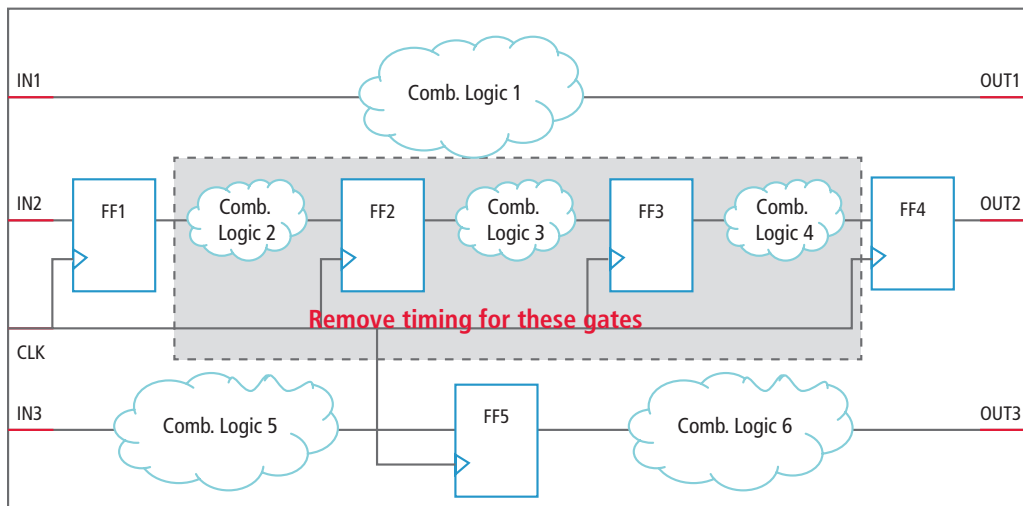 IN1
Comb. Logic 1
OUT1
IN2
FF1
Comb.
Logic 2
FF2
Comb.
Logic 3
FF3
Comb.
Logic 4
FF4
OUT2
Remove timing for these gates
CLK
IN3
Comb. Logic 5
FF5
Comb. Logic 6
OUT3